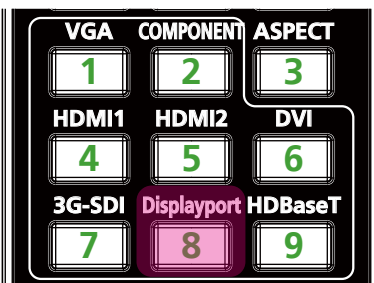 VGA COMPONENT ASPECT
1 2 3
HDMI1 HDMI2 DVI
4 5 6
3G-SDI Displayport HDBaseT
7 8 9